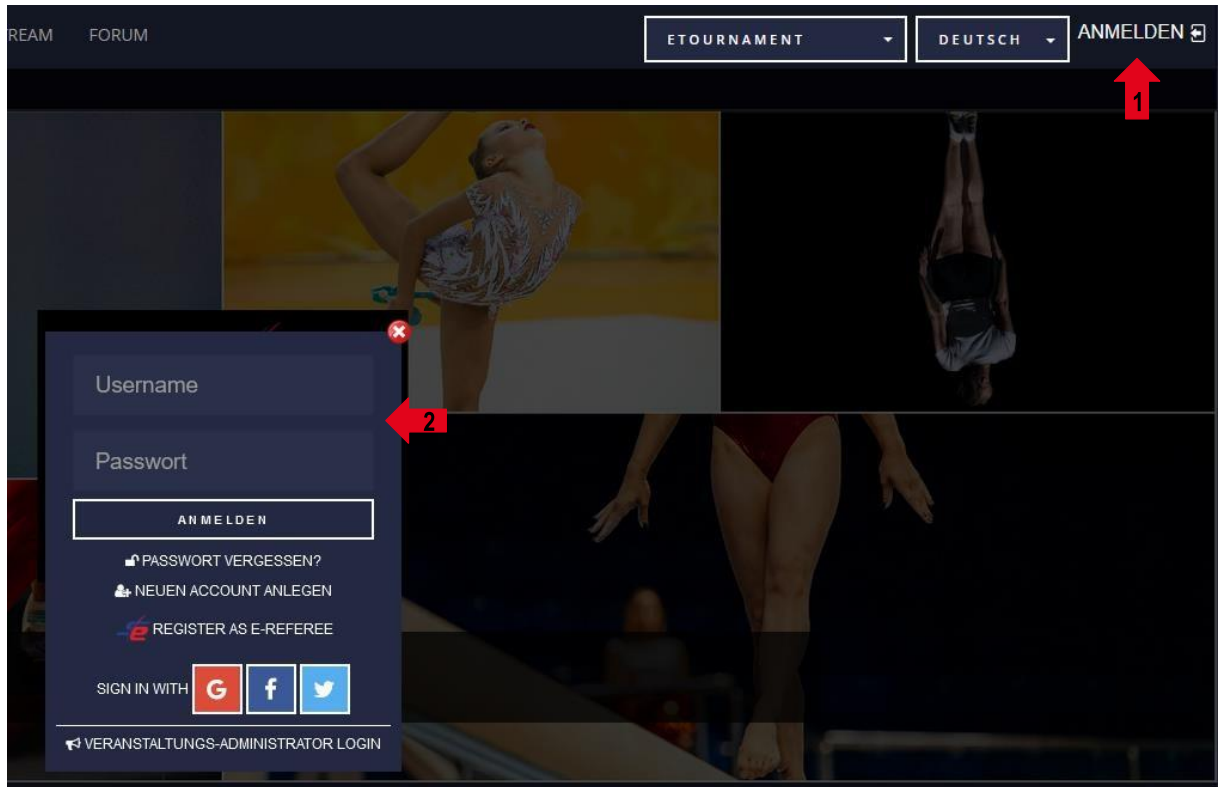 REAM FORUM ETOURNAMENT DEUTSCH ANMELDEN
1
Username
2
Passwort
ANMELDEN
PASSWORT VERGESSEN?
NEUEN ACCOUNT ANLEGEN
e REGISTER AS E-REFEREE
SIGN IN WITH G f
VERANSTALTUNGS-ADMINISTRATOR LOGIN